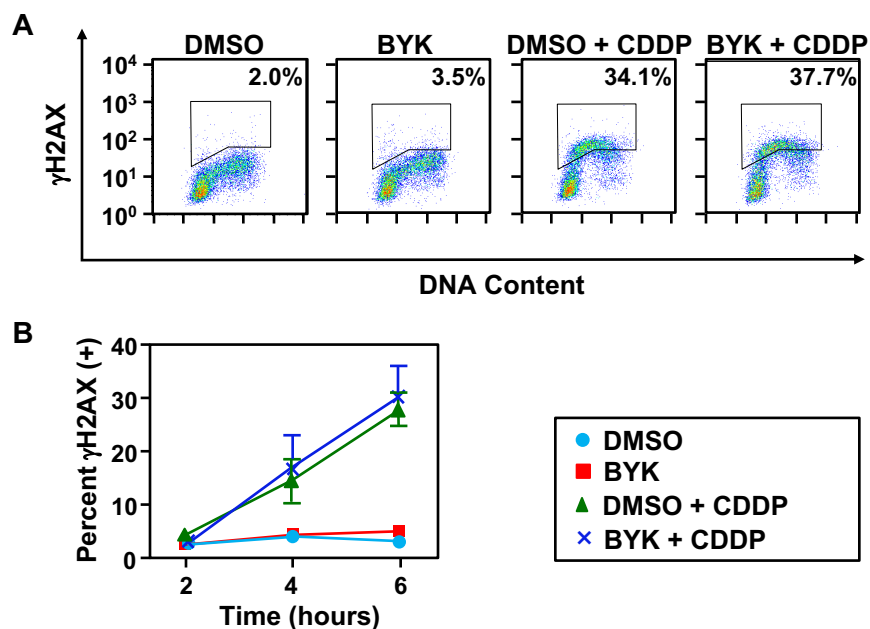 A
DMSO BYK DMSO + CDDP BYK + CDDP
10⁴ 2.0% 3.5% 34.1% 37.7%
10³
10²
10¹
10⁰
γH2AX
DNA Content
B
40
30
20
10
0
Percent γH2AX (+)
2 4 6
Time (hours)
DMSO
BYK
DMSO + CDDP
BYK + CDDP